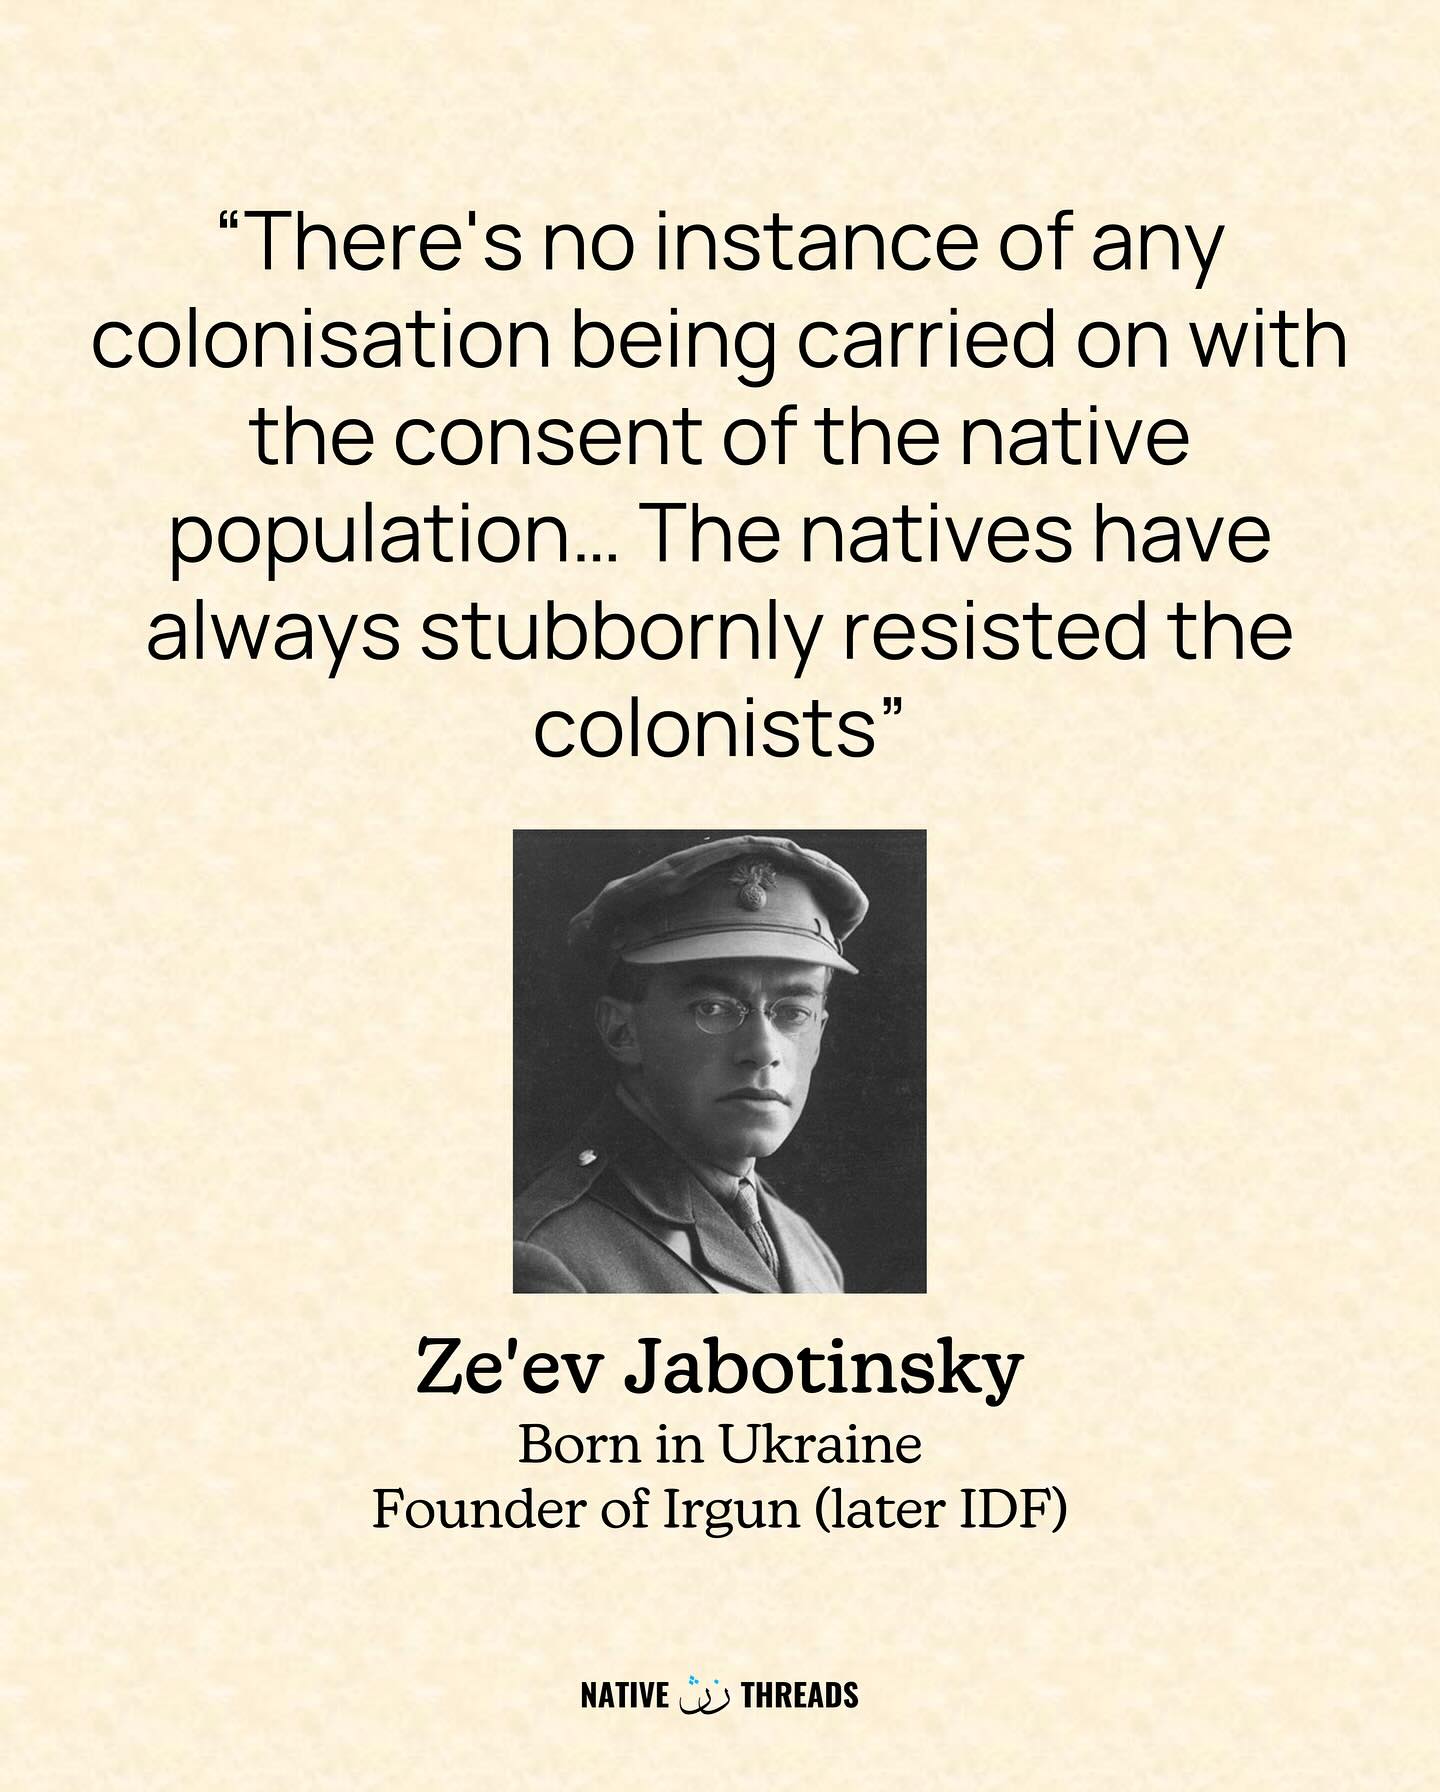 “There's no instance of any
colonisation being carried on with
the consent of the native
population... The natives have
always stubbornly resisted the
colonists”
Ze'ev Jabotinsky
Born in Ukraine
Founder of Irgun (later IDF)
NATIVE THREADS